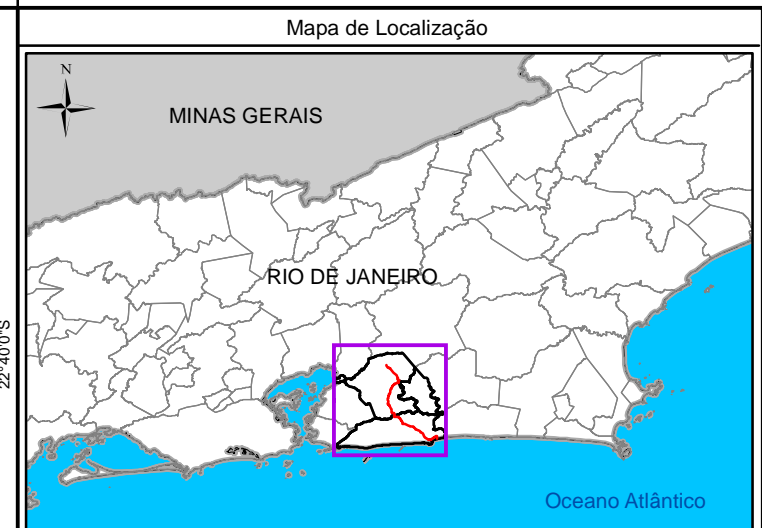 Mapa de Localização
N
MINAS GERAIS
RIO DE JANEIRO
22°40'0"S
Oceano Atlântico